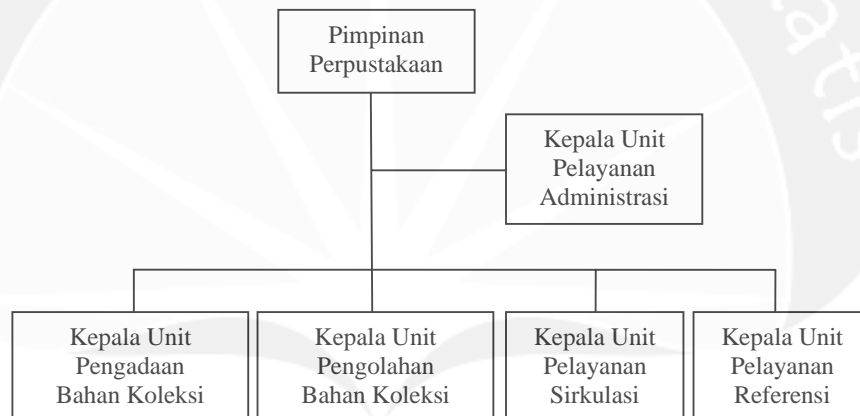 Pimpinan
Perpustakaan
Kepala Unit
Pelayanan
Administrasi
Kepala Unit
Pengadaan
Bahan Koleksi
Kepala Unit
Pengolahan
Bahan Koleksi
Kepala Unit
Pelayanan
Sirkulasi
Kepala Unit
Pelayanan
Referensi